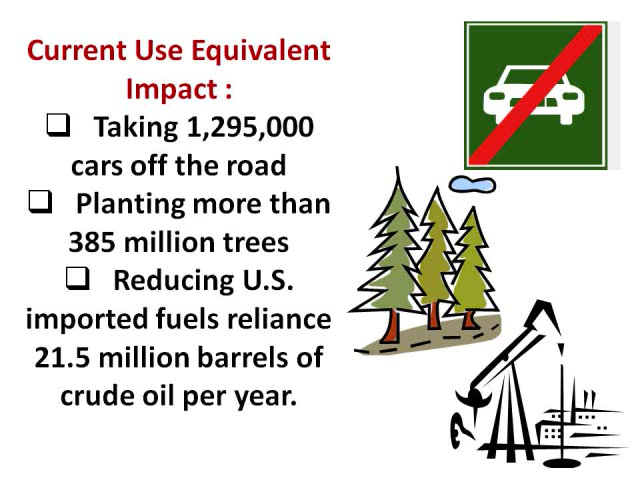 Current Use Equivalent
Impact :
❑ Taking 1,295,000
cars off the road
❑ Planting more than
385 million trees
❑ Reducing U.S.
imported fuels reliance
21.5 million barrels of
crude oil per year.